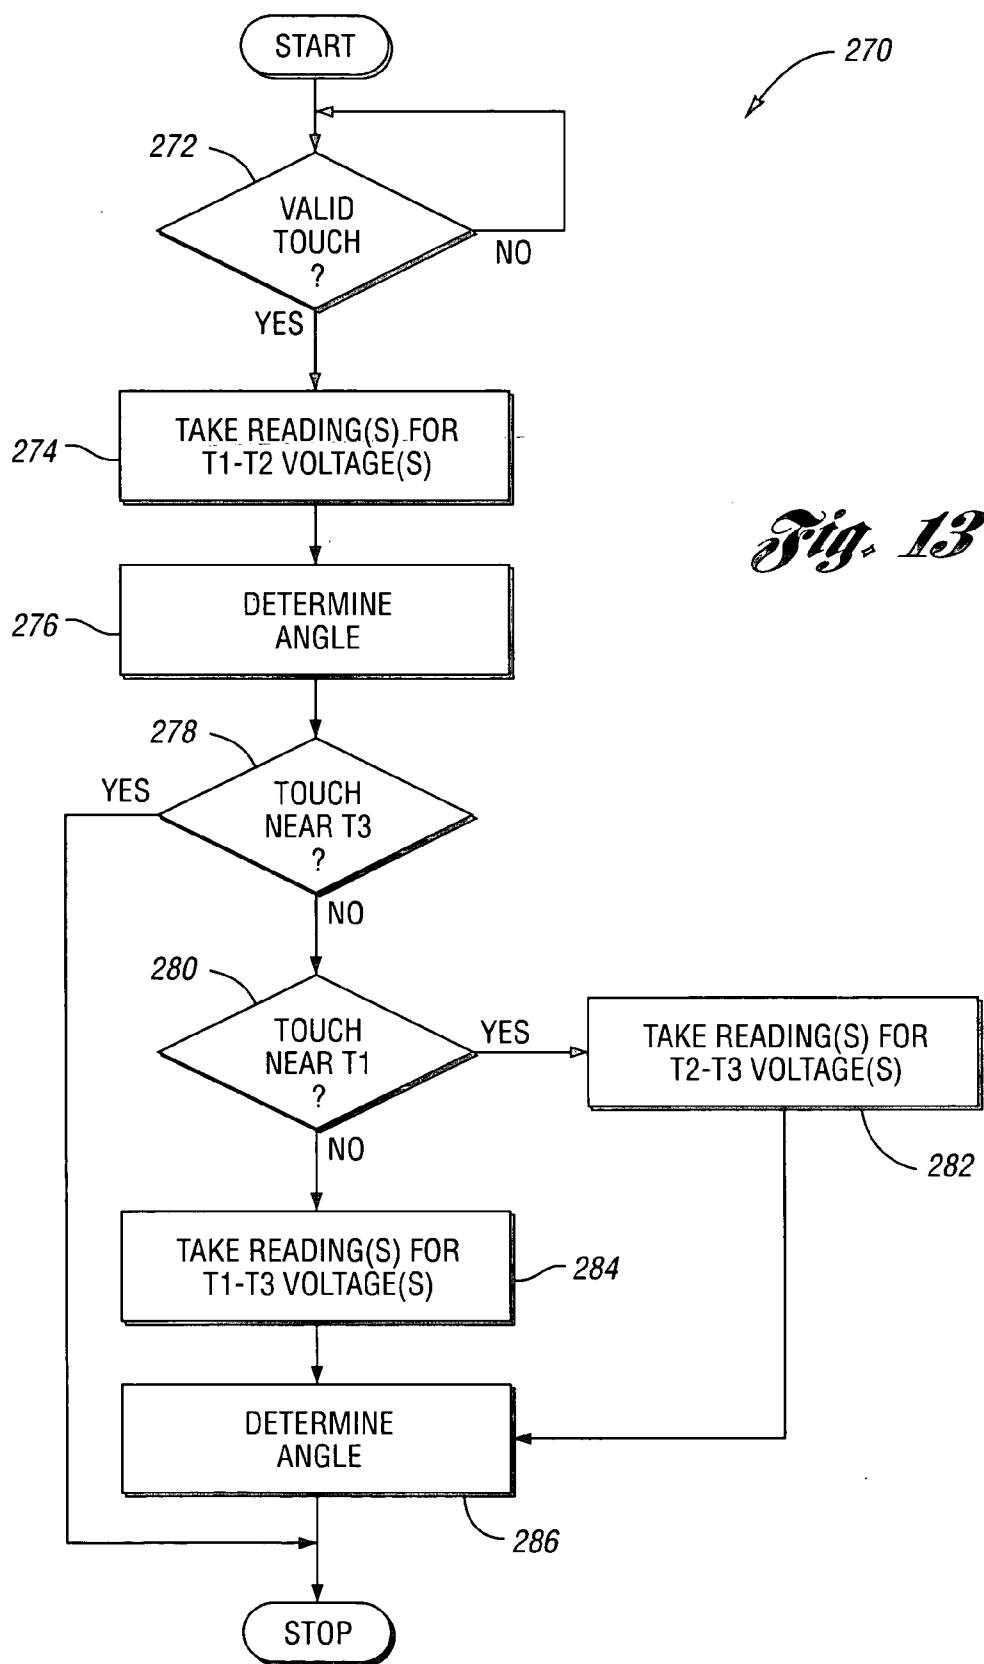 START
270
272
VALID
TOUCH
?
NO
YES
TAKE READING(S) FOR
T1-T2 VOLTAGE(S)
274
Fig. 13
DETERMINE
ANGLE
276
278
YES
TOUCH
NEAR T3
?
NO
280
TOUCH
NEAR T1
?
YES
TAKE READING(S) FOR
T2-T3 VOLTAGE(S)
282
NO
TAKE READING(S) FOR
T1-T3 VOLTAGE(S)
284
DETERMINE
ANGLE
286
STOP